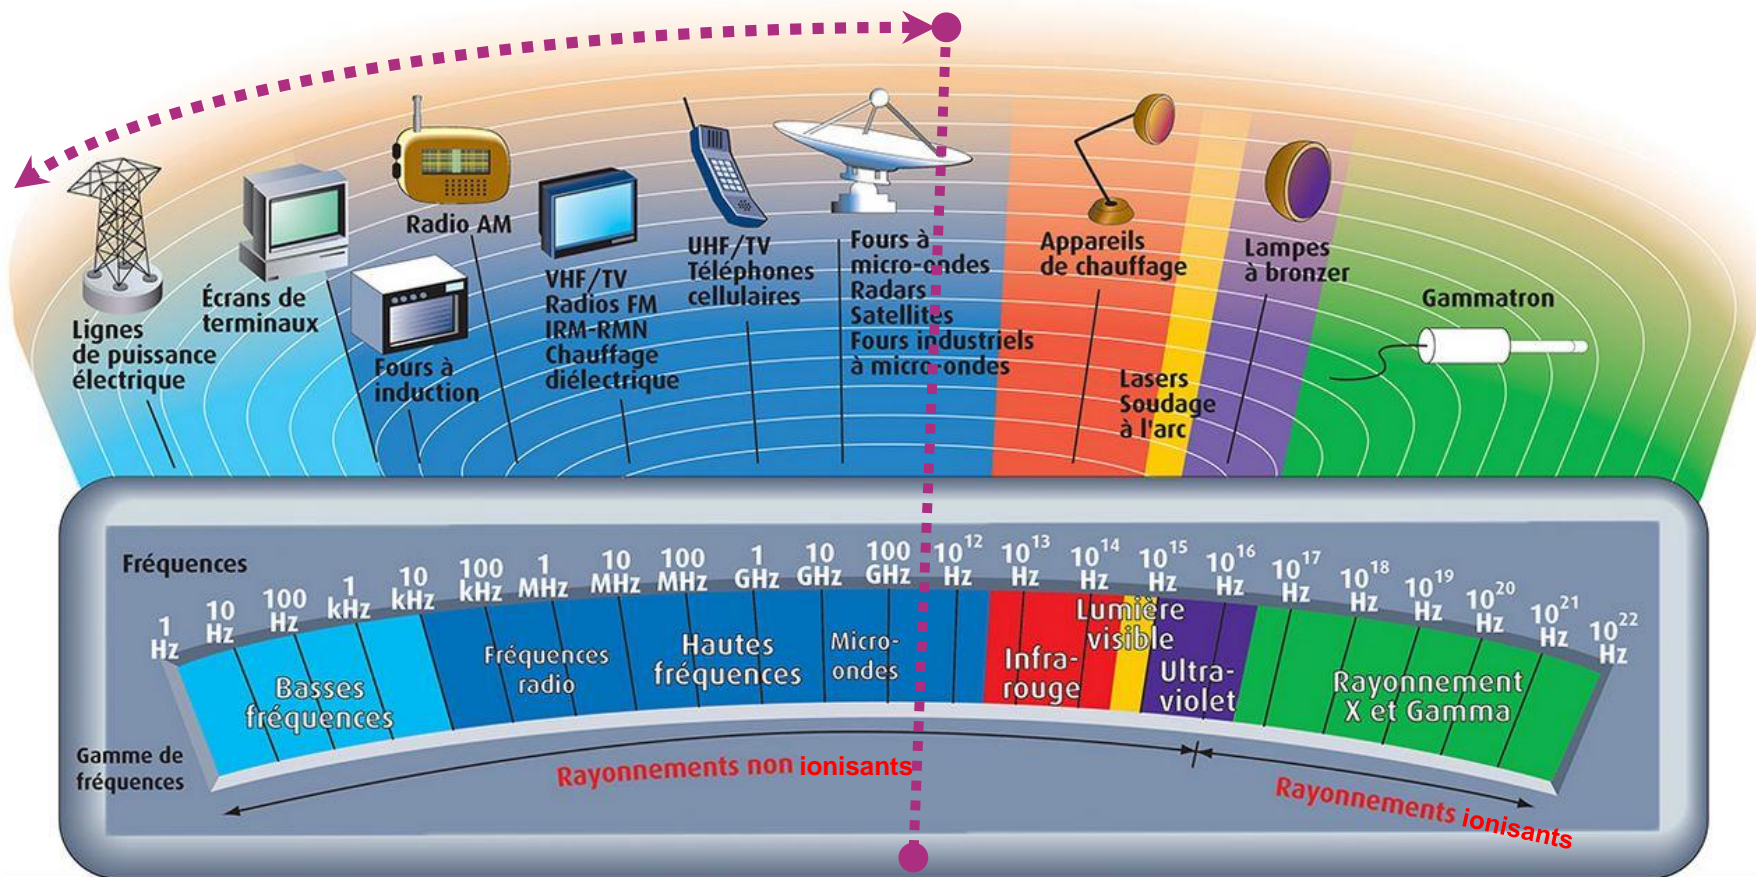 Radio AM
Écrans de
terminaux
Lignes
de puissance
électrique
Fours à
induction
VHF/TV
Radios FM
IRM-RMN
Chauffage
diélectrique
UHF/TV
Téléphones
cellulaires
Fours à
micro-ondes
Radars
Satellites
Fours industriels
à micro-ondes
Appareils
de chauffage
Lasers
Soudage
à l'arc
Lampes
à bronzer
Gammatron
Fréquences
1
Hz
10
Hz
100
Hz
1
kHz
10
kHz
100
kHz
1
MHz
10
MHz
100
MHz
1
GHz
10
GHz
100
GHz
10¹²
Hz
10¹³
Hz
10¹⁴
Hz
10¹⁵
Hz
10¹⁶
Hz
10¹⁷
Hz
10¹⁸
Hz
10¹⁹
Hz
10²⁰
Hz
10²¹
Hz
10²²
Hz
Basses
fréquences
Fréquences
radio
Hautes
fréquences
Micro-
ondes
Infra-
rouge
Lumière
visible
Ultra-
violet
Rayonnement
X et Gamma
Gamme de
fréquences
Rayonnements non ionisants
Rayonnements ionisants